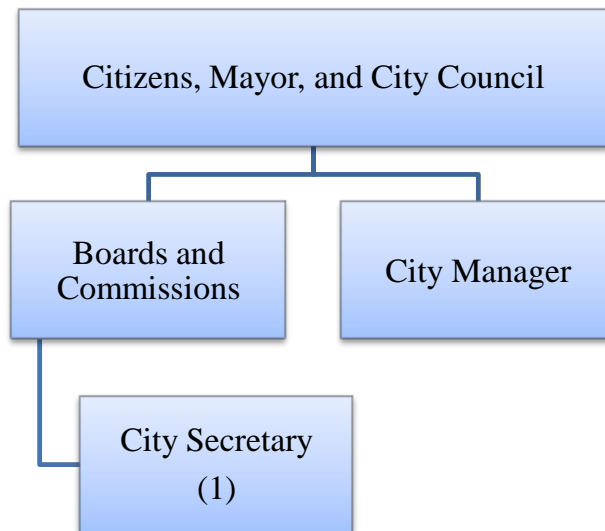 Citizens, Mayor, and City Council
Boards and
Commissions
City Manager
City Secretary
(1)